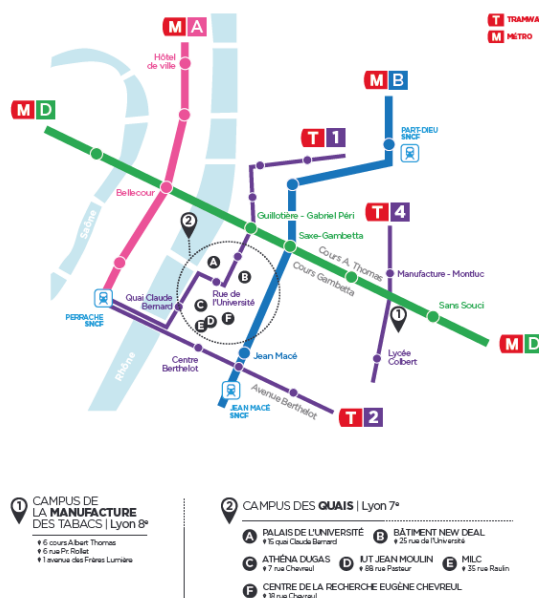 T TRAMWA
M MÉTRO
M A
Hôtel
de ville
M D
M B
PART-DIEU
SNCF
T 1
Bellecour
Saône
T 4
Guillotière - Gabriel Péri
2
Saxe-Gambetta
A
Cours A. Thomas
Cours Gambetta
Manufacture - Montluc
B
Quai Claude
Bernard
Rue de
l'Université
C
D
E
F
PERRACHE
SNCF
1
Sans Souci
M D
Rhône
Centre
Berthelot
Jean Macé
Lycée
Colbert
Avenue Berthelot
JEAN MACÉ
SNCF
T 2
1 CAMPUS DE
LA MANUFACTURE
DES TABACS | Lyon 8e
6 cours Albert Thomas
6 rue Pr. Rollet
1 avenue des Frères Lumière
2 CAMPUS DES QUAIS | Lyon 7e
A PALAIS DE L'UNIVERSITÉ
15 quai Claude Bernard
B BÂTIMENT NEW DEAL
25 rue de l'Université
C ATHÉNA DUGAS
7 rue Chevreul
D IUT JEAN MOULIN
88 rue Pasteur
E MILC
35 rue Raulin
F CENTRE DE LA RECHERCHE EUGÈNE CHEVREUL
18 rue Chevreul